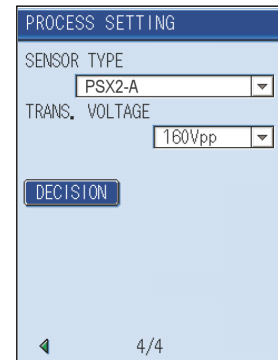 PROCESS SETTING
SENSOR TYPE
PSX2-A
TRANS. VOLTAGE
160Vpp
DECISION
4/4